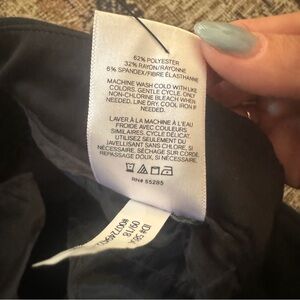 62% POLYESTER
32% RAYON/RAYONNE
6% SPANDEX/FIBRE ÉLASTHANNE
MACHINE WASH COLD WITH LIKE
COLORS. GENTLE CYCLE. ONLY
NON-CHLORINE BLEACH WHEN
NEEDED. LINE DRY. COOL IRON IF
NEEDED.
LAVER À LA MACHINE À L'EAU
FROIDE AVEC COULEURS
SIMILAIRES, CYCLE DÉLICAT.
UTILISEZ SEULEMENT DU
JAVELLISANT SANS CHLORE, SI
NÉCESSAIRE. SÉCHAGE SUR CORDE.
REPASSAGE DOUX, SI NÉCESSAIRE.
RN# 55285
09/18